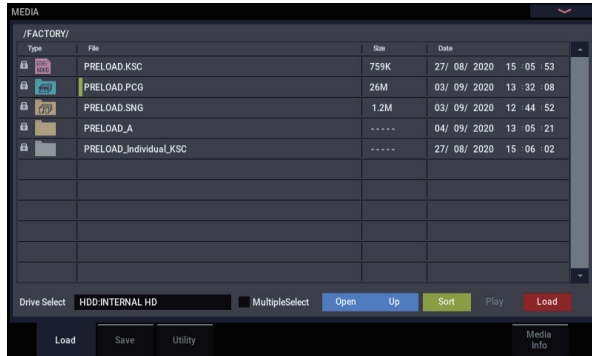 MEDIA
/FACTORY/
Type File Size Date
PRELOAD.KSC 759K 27/ 08/ 2020 15 :05 :53
PRELOAD.PCG 26M 03/ 09/ 2020 13 :32 :08
PRELOAD.SNG 1.2M 03/ 09/ 2020 12 :44 :52
PRELOAD_A ----- 04/ 09/ 2020 13 :05 :21
PRELOAD_Individual_KSC ----- 27/ 08/ 2020 15 :06 :02
Drive Select HDD:INTERNAL HD MultipleSelect Open Up Sort Play Load
Load Save Utility Media
Info